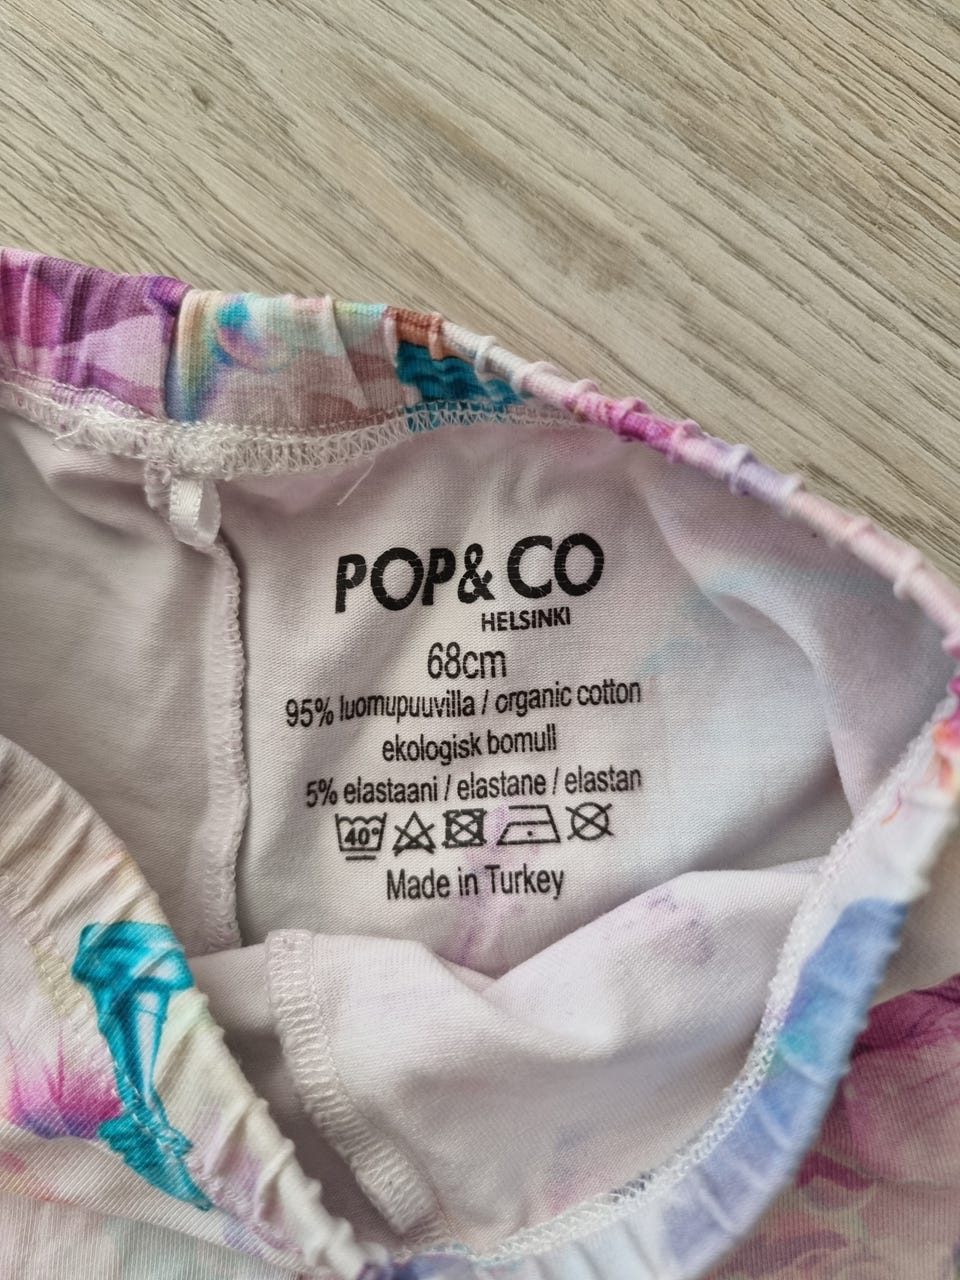 POP&CO
HELSINKI
68cm
95% luomupuuvilla / organic cotton
ekologisk bomull
5% elastaani / elastane / elastan
40°
Made in Turkey